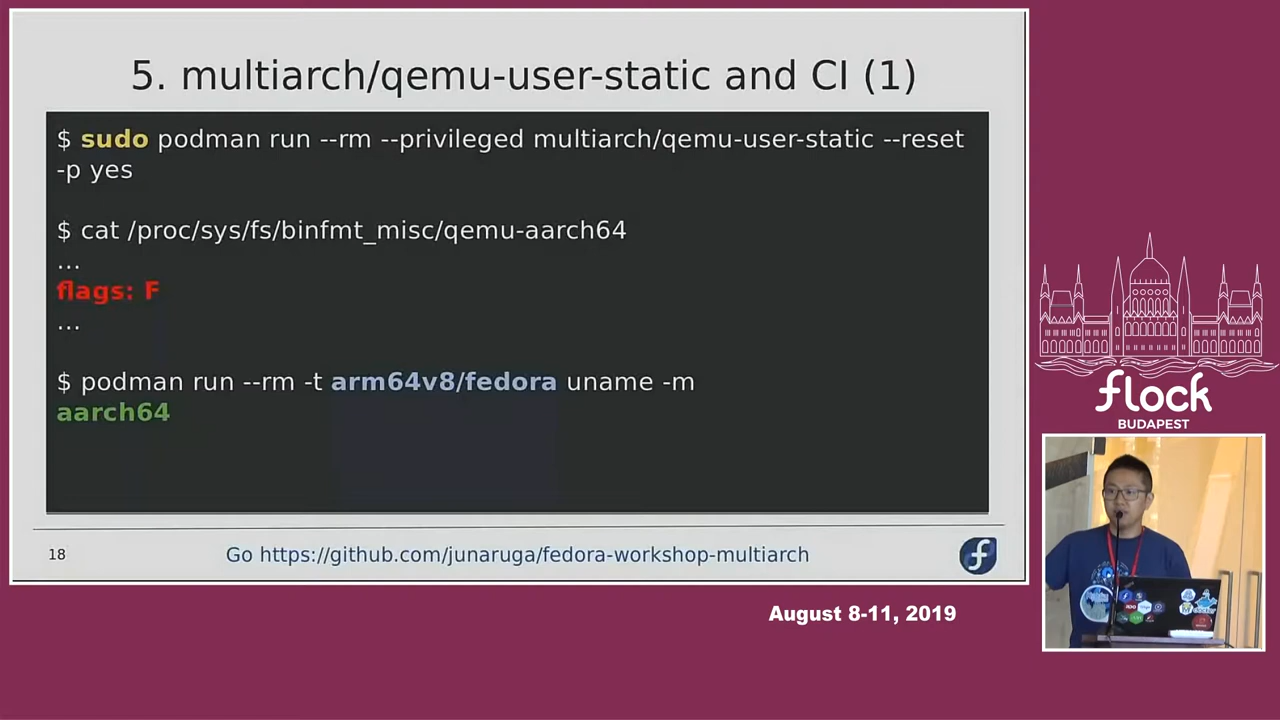 5. multiarch/qemu-user-static and CI (1)
$ sudo podman run --rm --privileged multiarch/qemu-user-static --reset
-p yes
$ cat /proc/sys/fs/binfmt_misc/qemu-aarch64
...
flags: F
...
$ podman run --rm -t arm64v8/fedora uname -m
aarch64
18
Go https://github.com/junaruga/fedora-workshop-multiarch
flock
BUDAPEST
August 8-11, 2019